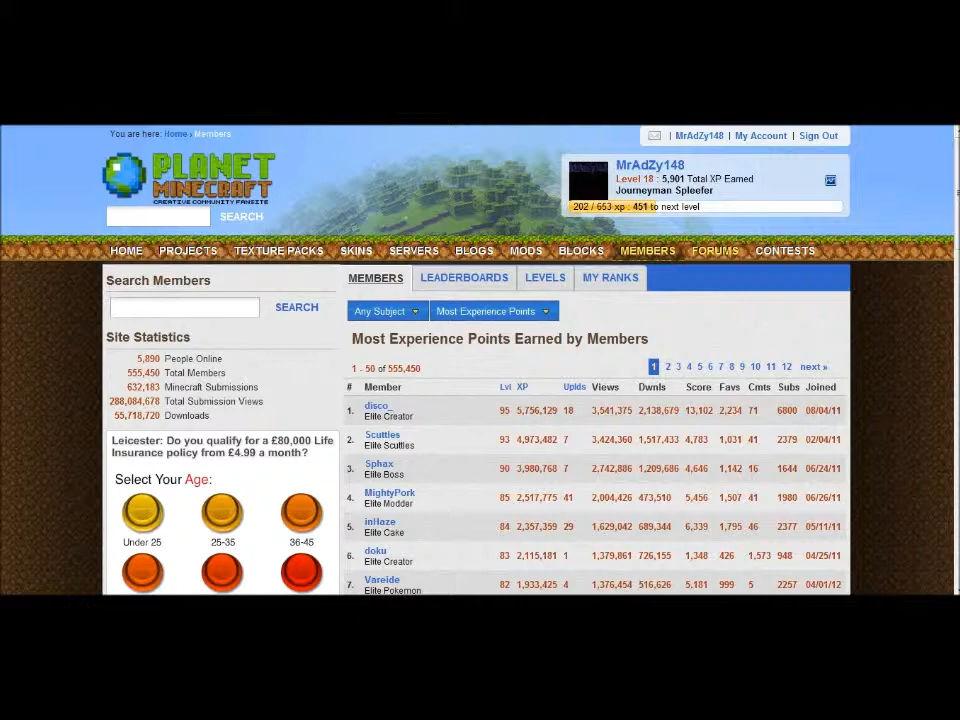 You are here: Home › Members
MrAdZy148 | My Account | Sign Out
PLANET
MINECRAFT
CREATIVE COMMUNITY FANSITE
SEARCH
MrAdZy148
Level 18 : 5,901 Total XP Earned
Journeyman Spleefer
202 / 653 xp : 451 to next level
HOME PROJECTS TEXTURE PACKS SKINS SERVERS BLOGS MODS BLOCKS MEMBERS FORUMS CONTESTS
Search Members
SEARCH
Site Statistics
5,890 People Online
555,450 Total Members
632,183 Minecraft Submissions
288,084,678 Total Submission Views
55,718,720 Downloads
Leicester: Do you qualify for a £80,000 Life
Insurance policy from £4.99 a month?
Select Your Age:
Under 25 25-35 36-45
MEMBERS LEADERBOARDS LEVELS MY RANKS
Any Subject Most Experience Points
Most Experience Points Earned by Members
1 - 50 of 555,450
1 2 3 4 5 6 7 8 9 10 11 12 next »
# Member Lvl XP Uplds Views Dwnls Score Favs Cmts Subs Joined
1. disco_ 95 5,756,129 18 3,541,375 2,138,679 13,102 2,234 71 6800 08/04/11
Elite Creator
2. Scuttles 93 4,973,482 7 3,424,360 1,517,433 4,783 1,031 41 2379 02/04/11
Elite Scuttles
3. Sphax 90 3,980,768 7 2,742,886 1,209,686 4,646 1,142 16 1644 06/24/11
Elite Boss
4. MightyPork 85 2,517,775 41 2,004,426 473,510 5,456 1,507 41 1980 06/26/11
Elite Modder
5. inHaze 84 2,357,359 29 1,629,042 689,344 6,339 1,795 46 2377 05/11/11
Elite Cake
6. doku 83 2,115,181 1 1,379,861 726,155 1,348 426 1,573 948 04/25/11
Elite Creator
7. Vareide 82 1,933,425 4 1,376,454 516,626 5,181 999 5 2257 04/01/12
Elite Pokemon